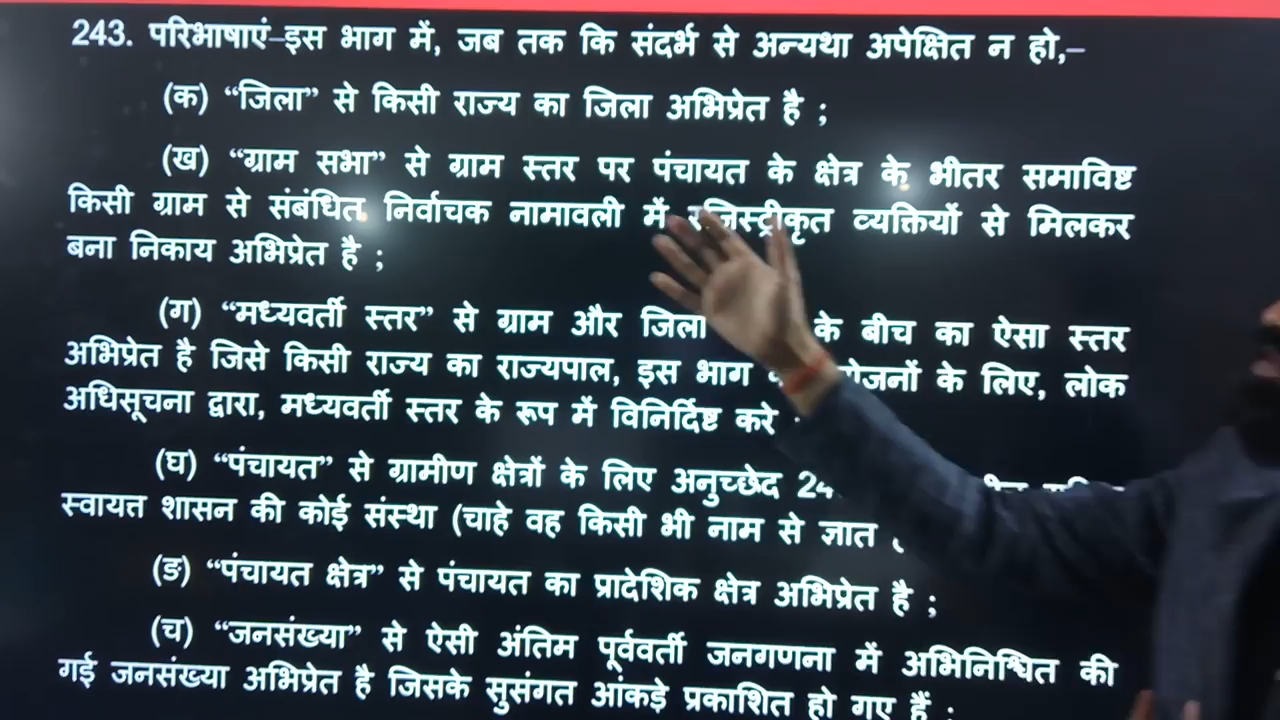 243. परिभाषाएं–इस भाग में, जब तक कि संदर्भ से अन्यथा अपेक्षित न हो,–
(क) “जिला” से किसी राज्य का जिला अभिप्रेत है ;
(ख) “ग्राम सभा” से ग्राम स्तर पर पंचायत के क्षेत्र के भीतर समाविष्ट
किसी ग्राम से संबंधित निर्वाचक नामावली में रजिस्ट्रीकृत व्यक्तियों से मिलकर
बना निकाय अभिप्रेत है ;
(ग) “मध्यवर्ती स्तर” से ग्राम और जिला के बीच का ऐसा स्तर
अभिप्रेत है जिसे किसी राज्य का राज्यपाल, इस भाग के लिए, लोक
अधिसूचना द्वारा, मध्यवर्ती स्तर के रूप में विनिर्दिष्ट करे
(घ) “पंचायत” से ग्रामीण क्षेत्रों के लिए अनुच्छेद
स्वायत्त शासन की कोई संस्था (चाहे वह किसी भी नाम से ज्ञात
(ङ) “पंचायत क्षेत्र” से पंचायत का प्रादेशिक क्षेत्र अभिप्रेत है ;
(च) “जनसंख्या” से ऐसी अंतिम पूर्ववर्ती जनगणना में अभिनिश्चित की
गई जनसंख्या अभिप्रेत है जिसके सुसंगत आंकड़े प्रकाशित हो गए हैं ;